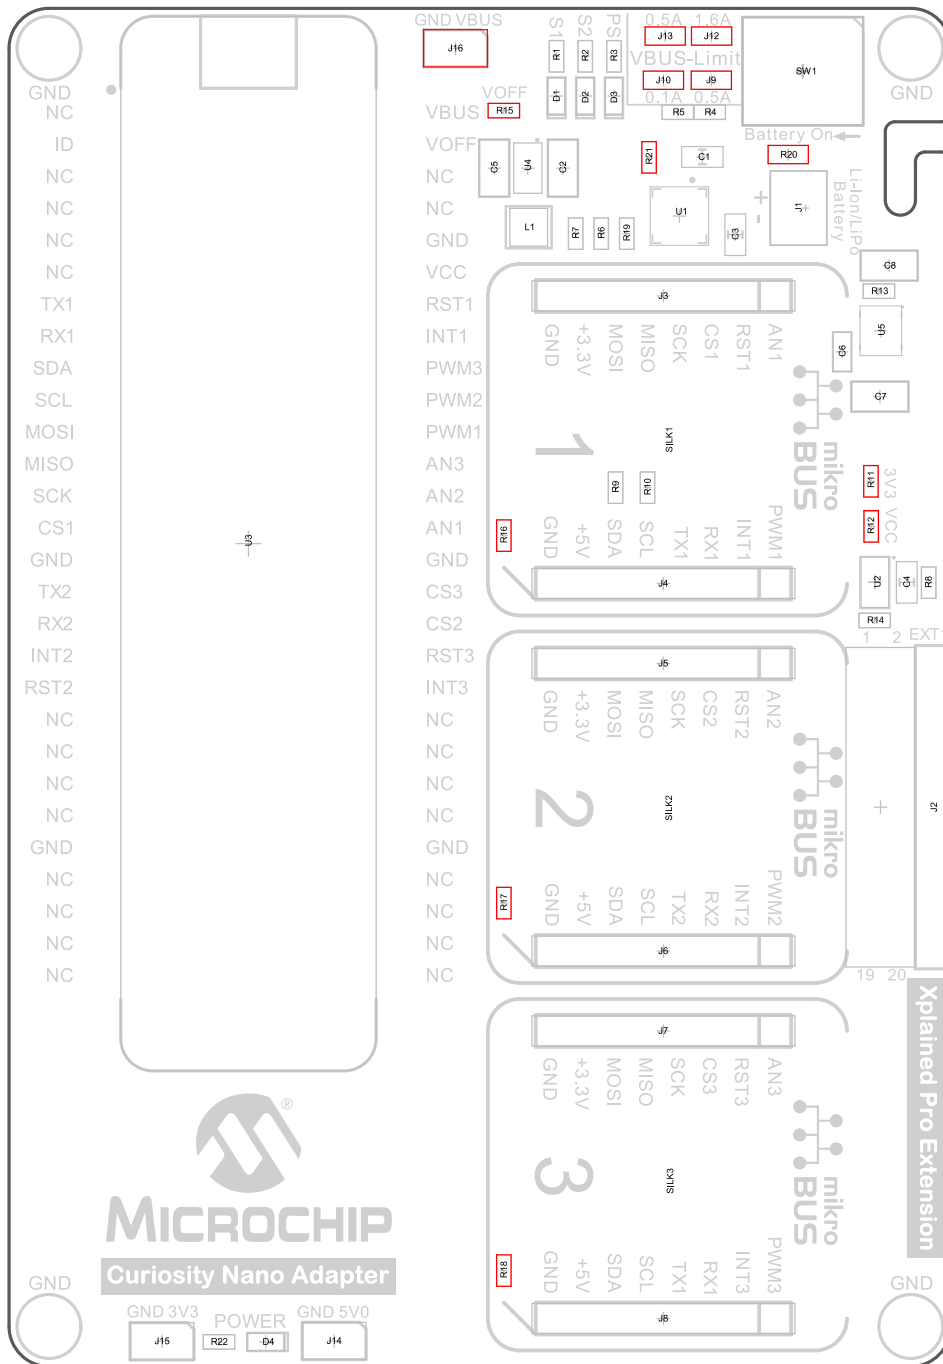 GND VBUS
J16
S1
S2
PS
R1
R2
R3
D1
D2
D3
0.5A 1.6A
J13
J12
VBUS-Limit
J10
J9
0.1A 0.5A
R5
R4
SW1
Battery On
GND
GND
VOFF
R15
NC
ID
NC
NC
NC
NC
TX1
RX1
SDA
SCL
MOSI
MISO
SCK
CS1
GND
TX2
RX2
INT2
RST2
NC
NC
NC
NC
GND
NC
NC
NC
NC
U3
VBUS
VOFF
NC
NC
GND
VCC
RST1
INT1
PWM3
PWM2
PWM1
AN3
AN2
AN1
GND
CS3
CS2
RST3
INT3
NC
NC
NC
NC
GND
NC
NC
NC
NC
C5
U4
C2
L1
R7
R6
R19
R21
C1
R20
U1
C3
+
-
J1
Li-Ion/LiPo
Battery
C8
R13
U5
C6
C7
R11
3V3
R12
VCC
U2
C4
R8
R14
1 2 EXT1
J2
19 20
Xplained Pro Extension
J3
GND
+3.3V
MOSI
MISO
SCK
CS1
RST1
AN1
1
SILK1
mikro
BUS
R9
R10
R16
GND
+5V
SDA
SCL
TX1
RX1
INT1
PWM1
J4
J5
GND
+3.3V
MOSI
MISO
SCK
CS2
RST2
AN2
2
SILK2
mikro
BUS
R17
GND
+5V
SDA
SCL
TX2
RX2
INT2
PWM2
J6
J7
GND
+3.3V
MOSI
MISO
SCK
CS3
RST3
AN3
3
SILK3
mikro
BUS
R18
GND
+5V
SDA
SCL
TX1
RX1
INT3
PWM3
J8
®
MICROCHIP
Curiosity Nano Adapter
GND
GND
GND 3V3
POWER
GND 5V0
J15
R22
D4
J14